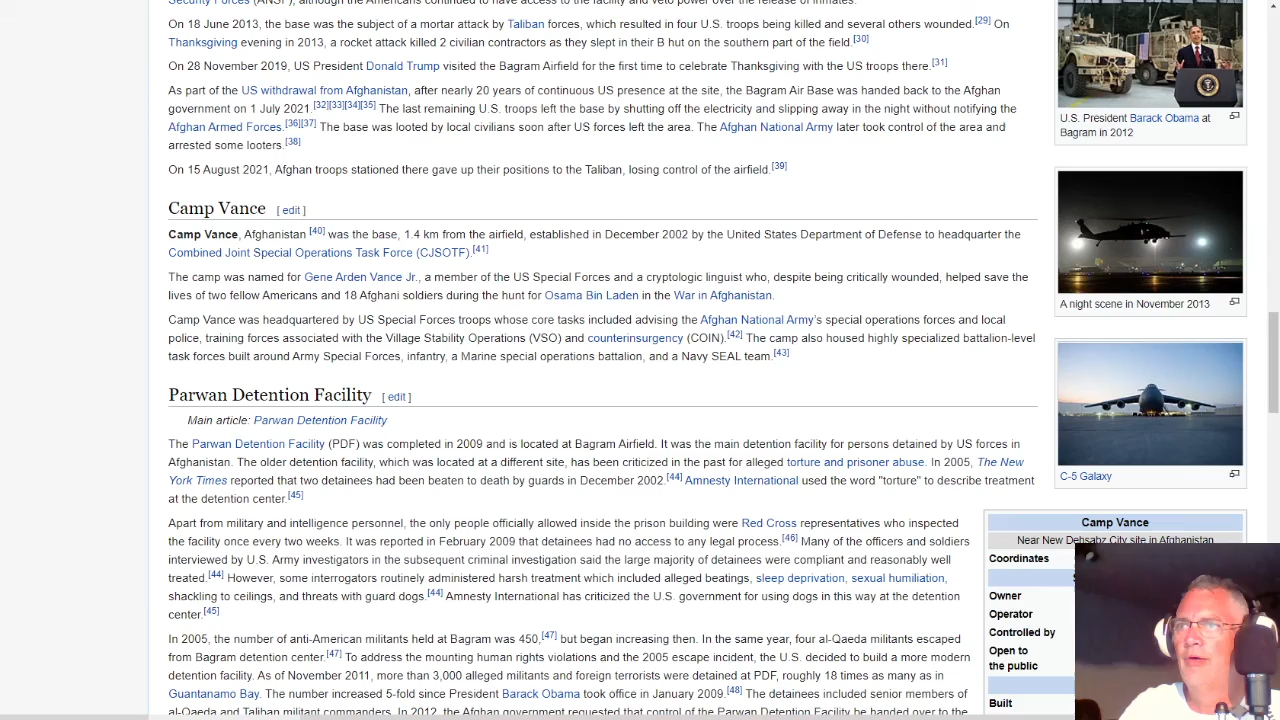 Security Forces (ANSF), although the Americans continued to have access to the facility and veto power over the release of inmates.
On 18 June 2013, the base was the subject of a mortar attack by Taliban forces, which resulted in four U.S. troops being killed and several others wounded.[29] On
Thanksgiving evening in 2013, a rocket attack killed 2 civilian contractors as they slept in their B hut on the southern part of the field.[30]
On 28 November 2019, US President Donald Trump visited the Bagram Airfield for the first time to celebrate Thanksgiving with the US troops there.[31]
As part of the US withdrawal from Afghanistan, after nearly 20 years of continuous US presence at the site, the Bagram Air Base was handed back to the Afghan
government on 1 July 2021.[32][33][34][35] The last remaining U.S. troops left the base by shutting off the electricity and slipping away in the night without notifying the
Afghan Armed Forces.[36][37] The base was looted by local civilians soon after US forces left the area. The Afghan National Army later took control of the area and
arrested some looters.[38]
On 15 August 2021, Afghan troops stationed there gave up their positions to the Taliban, losing control of the airfield.[39]
Camp Vance [ edit ]
Camp Vance, Afghanistan [40] was the base, 1.4 km from the airfield, established in December 2002 by the United States Department of Defense to headquarter the
Combined Joint Special Operations Task Force (CJSOTF).[41]
The camp was named for Gene Arden Vance Jr., a member of the US Special Forces and a cryptologic linguist who, despite being critically wounded, helped save the
lives of two fellow Americans and 18 Afghani soldiers during the hunt for Osama Bin Laden in the War in Afghanistan.
Camp Vance was headquartered by US Special Forces troops whose core tasks included advising the Afghan National Army's special operations forces and local
police, training forces associated with the Village Stability Operations (VSO) and counterinsurgency (COIN).[42] The camp also housed highly specialized battalion-level
task forces built around Army Special Forces, infantry, a Marine special operations battalion, and a Navy SEAL team.[43]
Parwan Detention Facility [ edit ]
Main article: Parwan Detention Facility
The Parwan Detention Facility (PDF) was completed in 2009 and is located at Bagram Airfield. It was the main detention facility for persons detained by US forces in
Afghanistan. The older detention facility, which was located at a different site, has been criticized in the past for alleged torture and prisoner abuse. In 2005, The New
York Times reported that two detainees had been beaten to death by guards in December 2002.[44] Amnesty International used the word "torture" to describe treatment
at the detention center.[45]
Apart from military and intelligence personnel, the only people officially allowed inside the prison building were Red Cross representatives who inspected
the facility once every two weeks. It was reported in February 2009 that detainees had no access to any legal process.[46] Many of the officers and soldiers
interviewed by U.S. Army investigators in the subsequent criminal investigation said the large majority of detainees were compliant and reasonably well
treated.[44] However, some interrogators routinely administered harsh treatment which included alleged beatings, sleep deprivation, sexual humiliation,
shackling to ceilings, and threats with guard dogs.[44] Amnesty International has criticized the U.S. government for using dogs in this way at the detention
center.[45]
In 2005, the number of anti-American militants held at Bagram was 450,[47] but began increasing then. In the same year, four al-Qaeda militants escaped
from Bagram detention center.[47] To address the mounting human rights violations and the 2005 escape incident, the U.S. decided to build a more modern
detention facility. As of November 2011, more than 3,000 alleged militants and foreign terrorists were detained at PDF, roughly 18 times as many as in
Guantanamo Bay. The number increased 5-fold since President Barack Obama took office in January 2009.[48] The detainees included senior members of
al-Qaeda and Taliban militant commanders. In 2012, the Afghan government requested that control of the Parwan Detention Facility be handed over to the
U.S. President Barack Obama at
Bagram in 2012
A night scene in November 2013
C-5 Galaxy
Camp Vance
Near New Dehsabz City site in Afghanistan
Coordinates
Owner
Operator
Controlled by
Open to
the public
Built